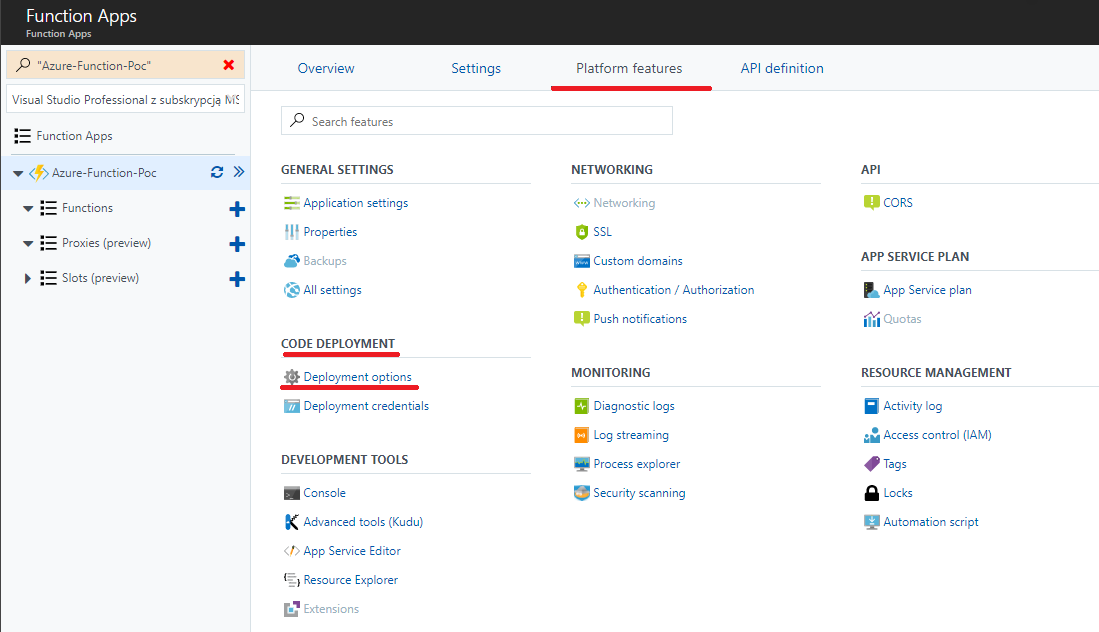 Function Apps
Function Apps
"Azure-Function-Poc"
Visual Studio Professional z subskrypcją MS
Function Apps
Azure-Function-Poc
Functions
Proxies (preview)
Slots (preview)
Overview
Settings
Platform features
API definition
Search features
GENERAL SETTINGS
Application settings
Properties
Backups
All settings
CODE DEPLOYMENT
Deployment options
Deployment credentials
DEVELOPMENT TOOLS
Console
Advanced tools (Kudu)
App Service Editor
Resource Explorer
Extensions
NETWORKING
Networking
SSL
Custom domains
Authentication / Authorization
Push notifications
MONITORING
Diagnostic logs
Log streaming
Process explorer
Security scanning
API
CORS
APP SERVICE PLAN
App Service plan
Quotas
RESOURCE MANAGEMENT
Activity log
Access control (IAM)
Tags
Locks
Automation script